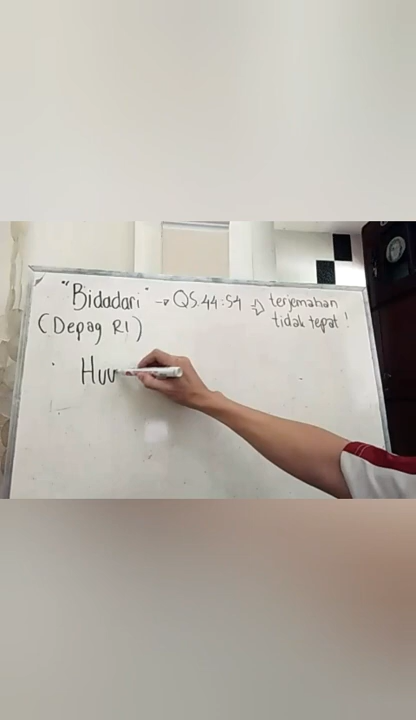 "Bidadari" → QS.44:54 ⇨ terjemahan
tidak tepat!
(Depag RI)
Huu